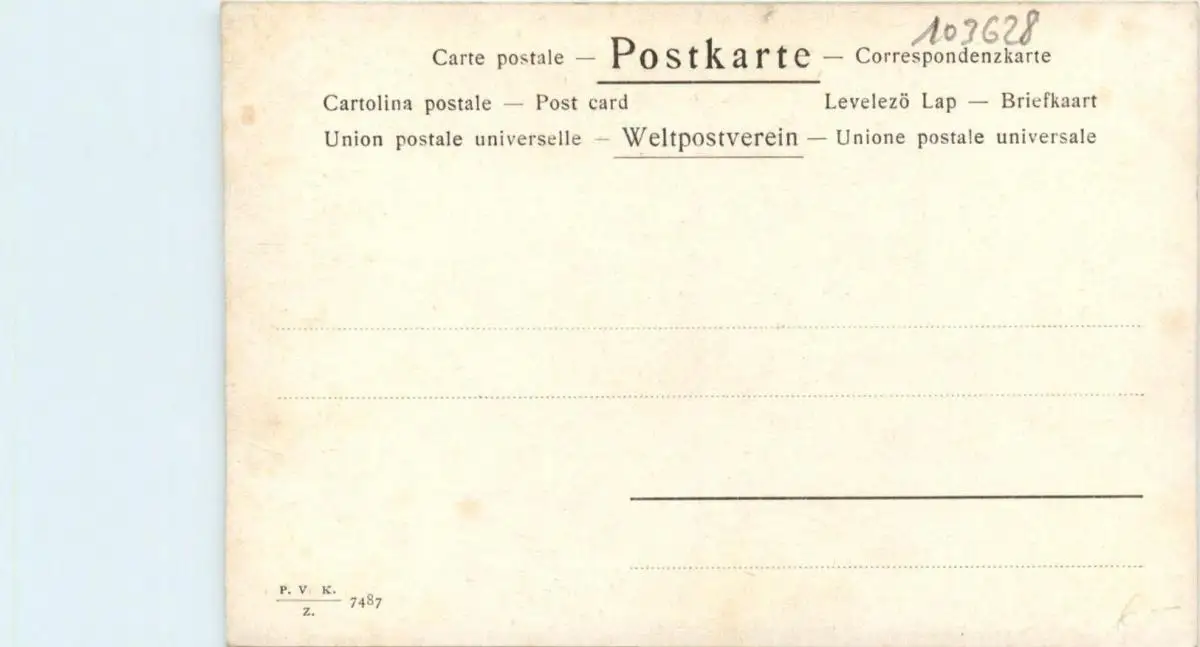 103628
Carte postale — Postkarte — Correspondenzkarte
Cartolina postale — Post card Levelező Lap — Briefkaart
Union postale universelle — Weltpostverein — Unione postale universale
P. V. K.
Z. 7487